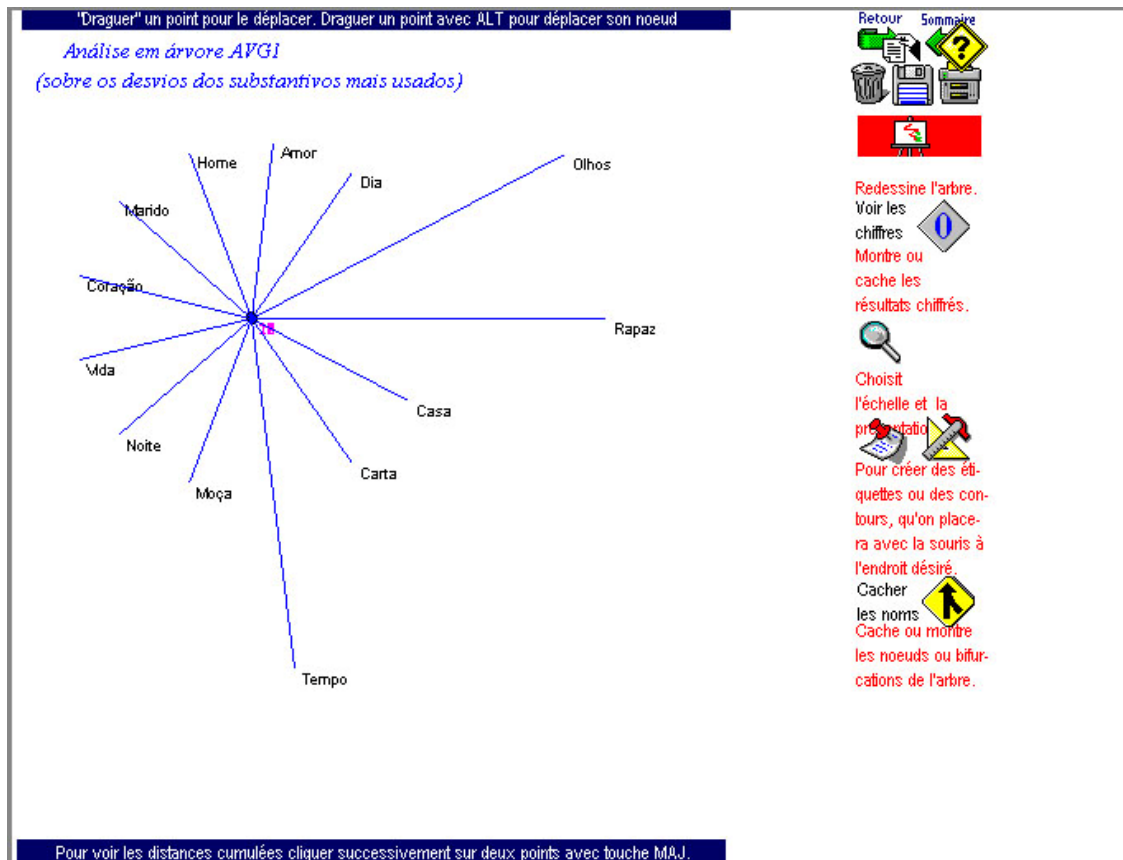 "Draguer" un point pour le déplacer. Draguer un point avec ALT pour déplacer son noeud
Análise em árvore AVG1
(sobre os desvios dos substantivos mais usados)
Home
Amor
Dia
Olhos
Marido
Coração
Rapaz
Vida
Casa
Noite
Carta
Moça
Tempo
Retour
Sommaire
?
Redessine l'arbre.
Voir les
chiffres
0
Montre ou
cache les
résultats chiffrés.
Choisit
l'échelle et la
Pour créer des éti-
quettes ou des con-
tours, qu'on place-
ra avec la souris à
l'endroit désiré.
Cacher
les noms
Cache ou montre
les noeuds ou bifur-
cations de l'arbre.
Pour voir les distances cumulées cliquer successivement sur deux points avec touche MAJ.